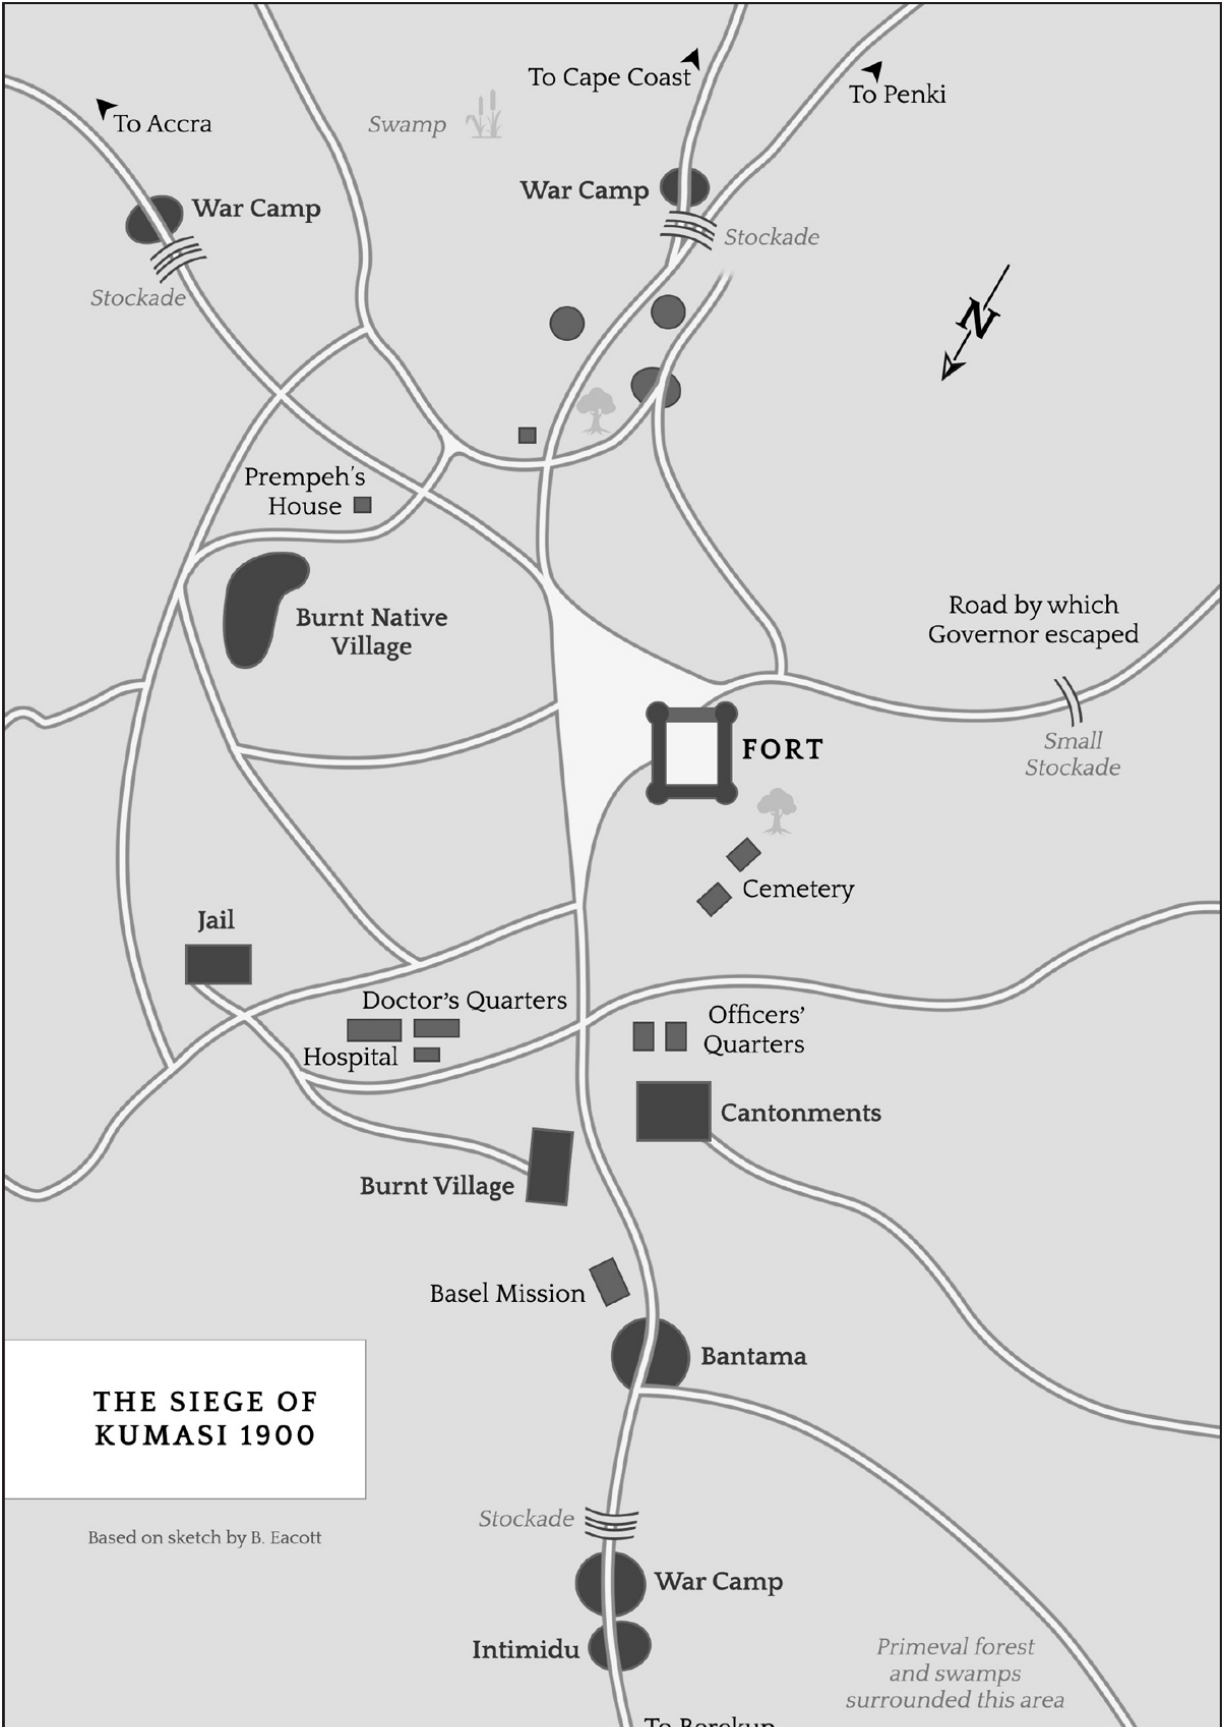 To Cape Coast
To Penki
To Accra
Swamp
War Camp
War Camp
Stockade
Stockade
N
Prempeh's
House
Burnt Native
Village
Road by which
Governor escaped
FORT
Small
Stockade
Cemetery
Jail
Doctor's Quarters
Hospital
Officers'
Quarters
Cantonments
Burnt Village
Basel Mission
Bantama
THE SIEGE OF
KUMASI 1900
Based on sketch by B. Eacott
Stockade
War Camp
Intimidu
Primeval forest
and swamps
surrounded this area
To Berekup